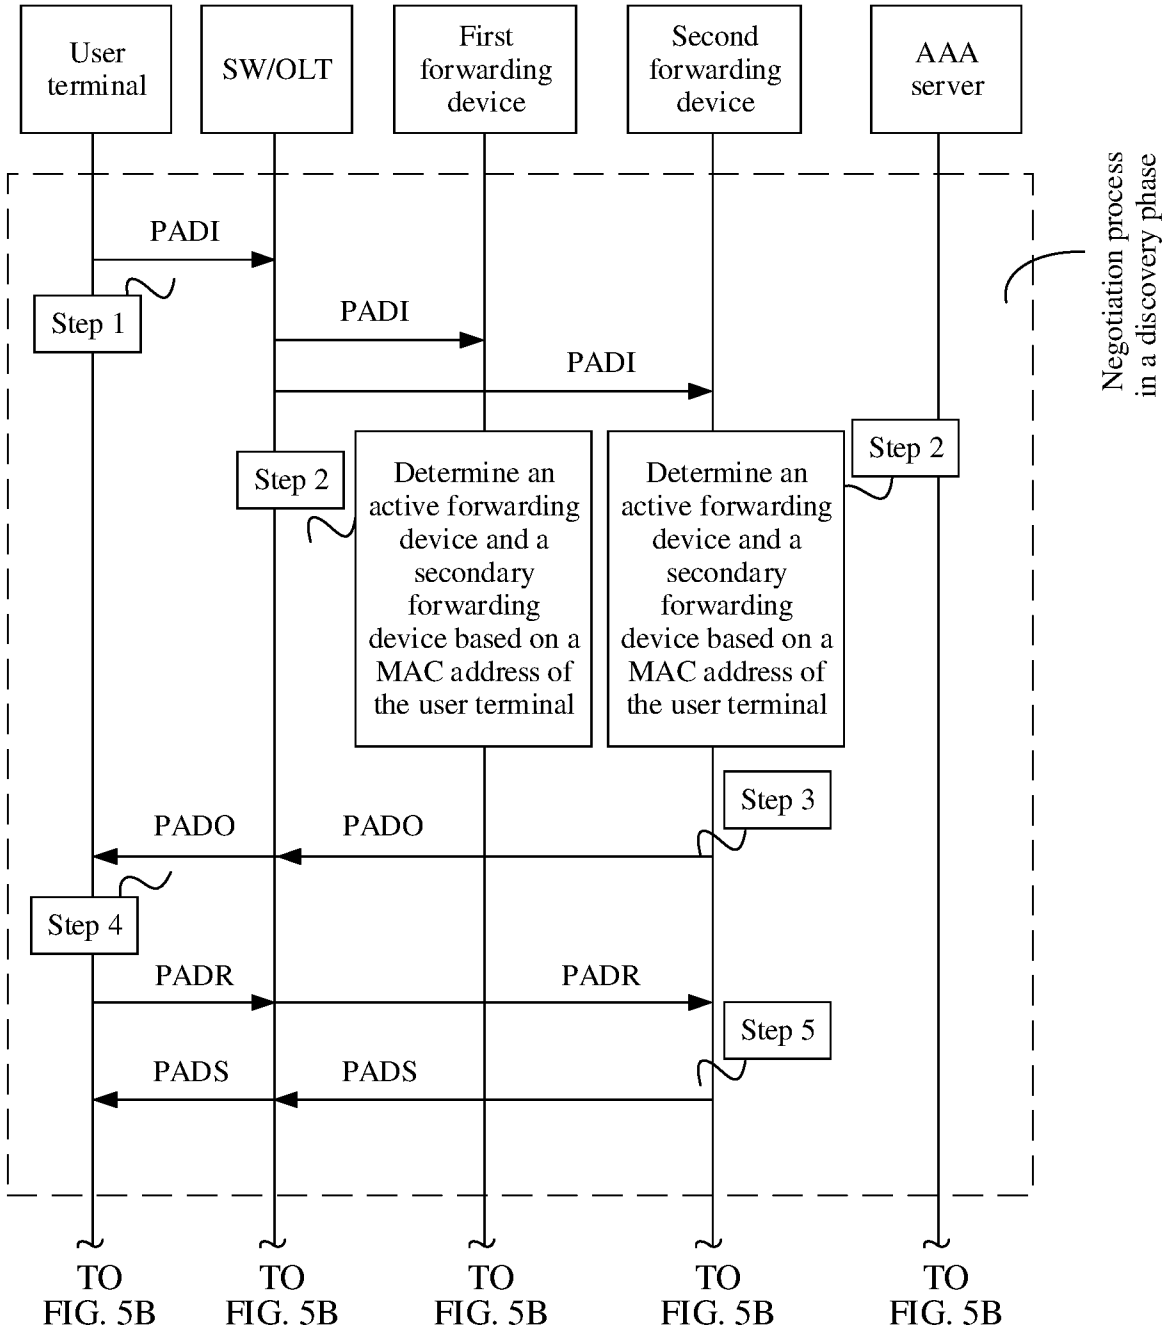 User
terminal
SW/OLT
First
forwarding
device
Second
forwarding
device
AAA
server
Negotiation process
in a discovery phase
PADI
Step 1
PADI
PADI
Step 2
Determine an
active forwarding
device and a
secondary
forwarding
device based on a
MAC address of
the user terminal
Determine an
active forwarding
device and a
secondary
forwarding
device based on a
MAC address of
the user terminal
Step 2
Step 3
PADO
PADO
Step 4
PADR
PADR
Step 5
PADS
PADS
TO
FIG. 5B
TO
FIG. 5B
TO
FIG. 5B
TO
FIG. 5B
TO
FIG. 5B